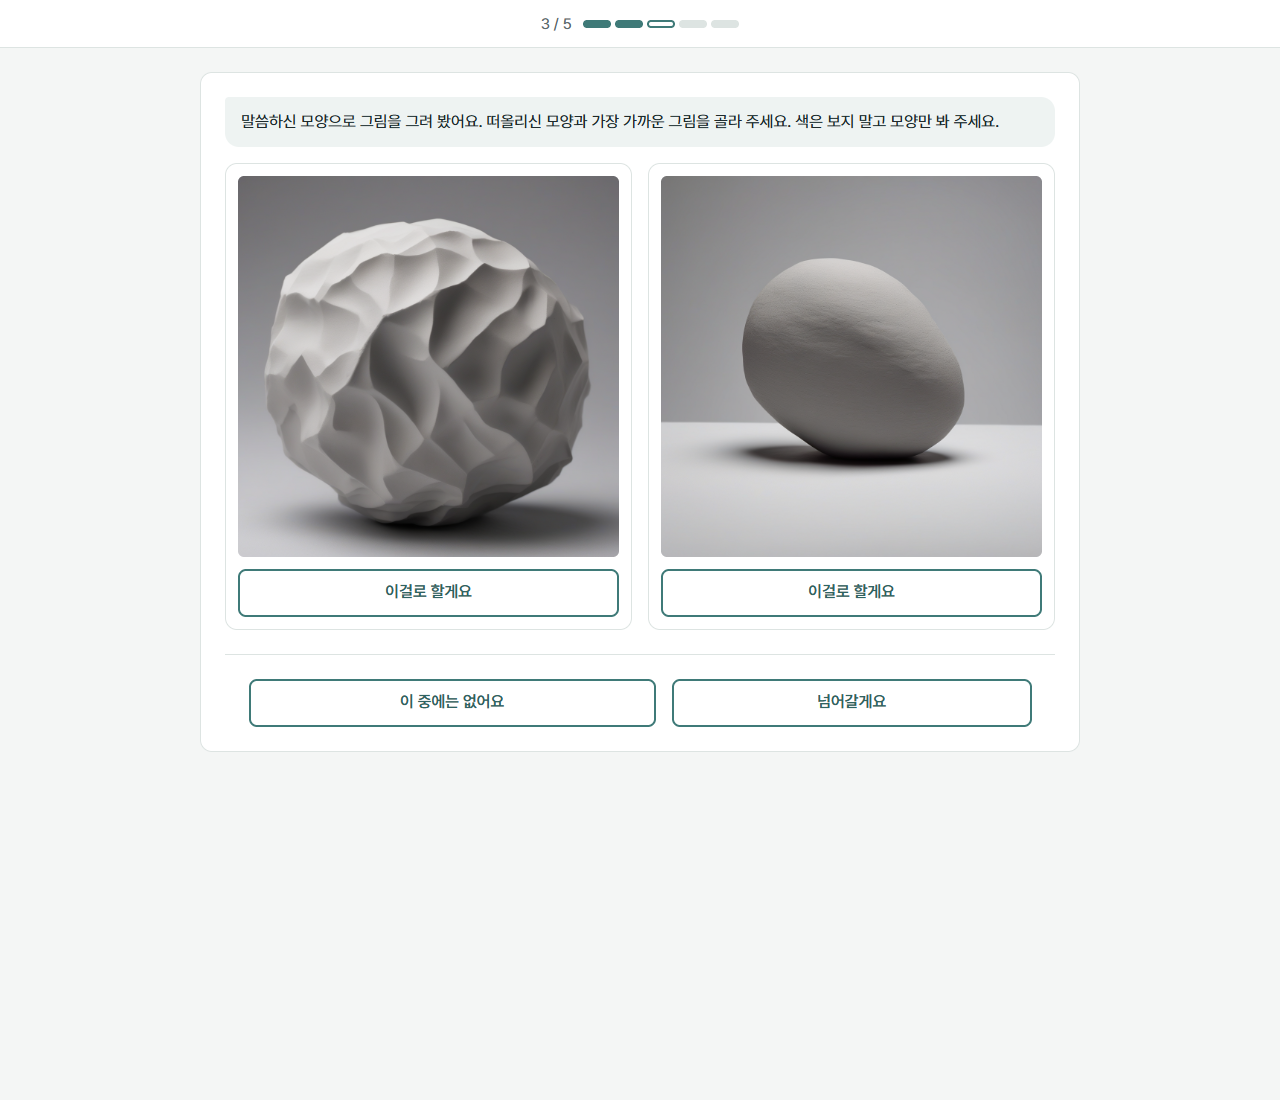 3 / 5
말씀하신 모양으로 그림을 그려 봤어요. 떠올리신 모양과 가장 가까운 그림을 골라 주세요. 색은 보지 말고 모양만 봐 주세요.
이걸로 할게요
이걸로 할게요
이 중에는 없어요
넘어갈게요